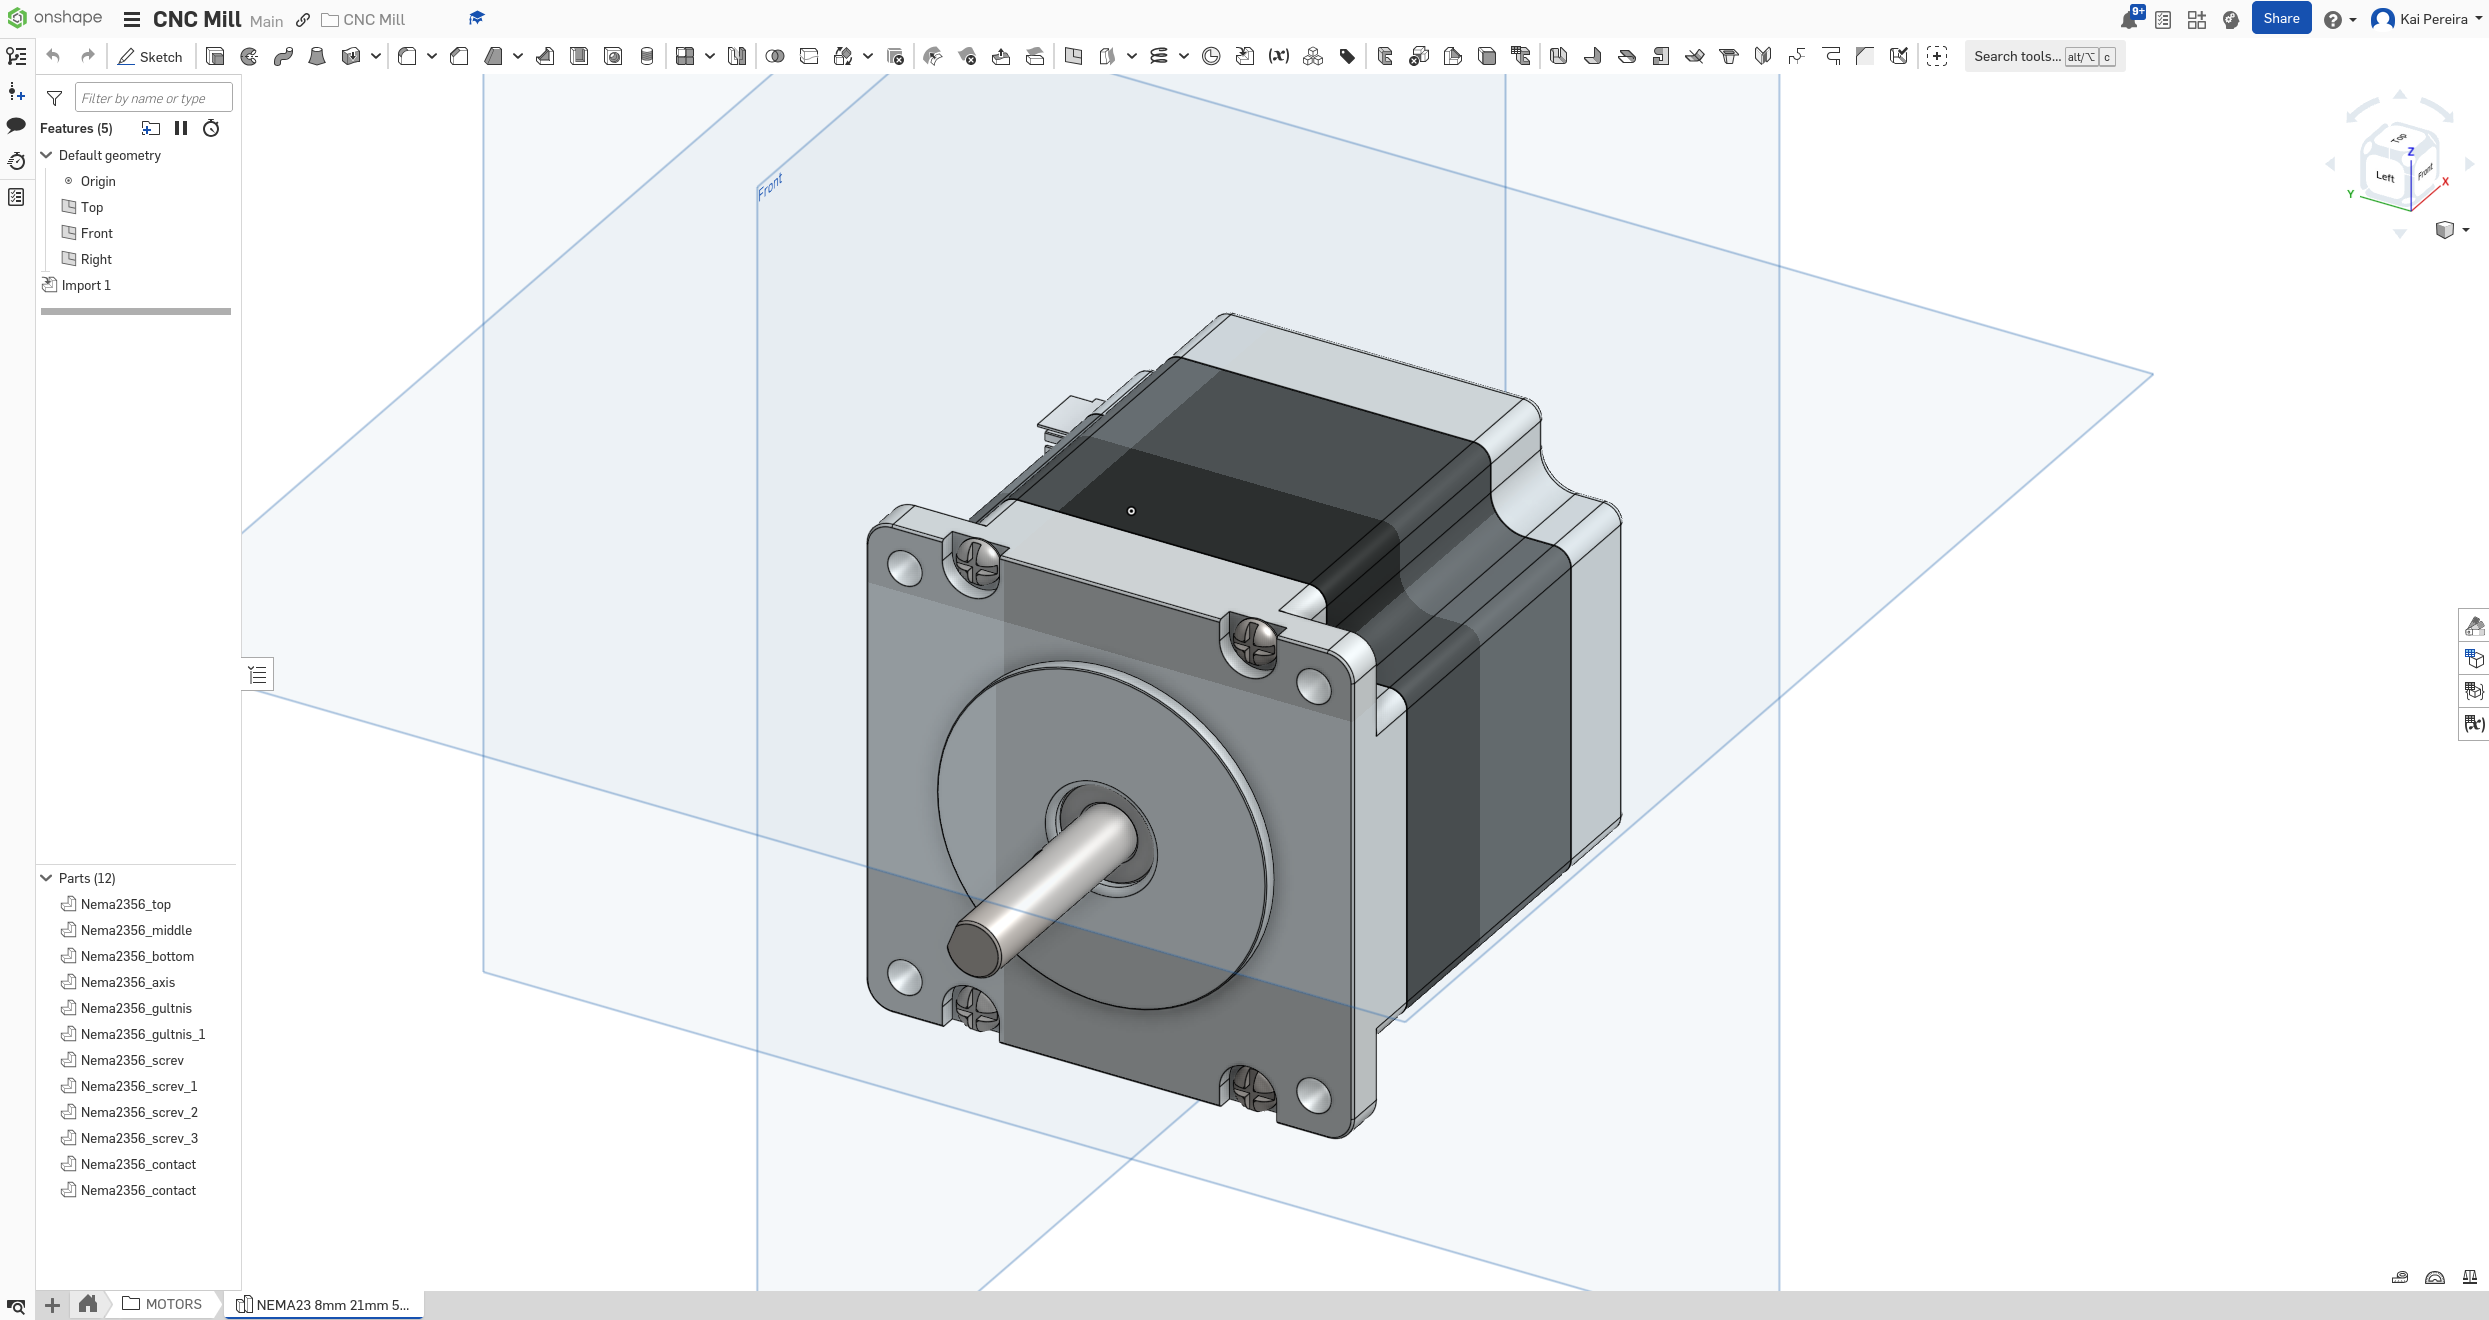 onshape
CNC Mill Main CNC Mill
9+
Share
Kai Pereira
Sketch
(x)
Search tools... alt/⌥ c
Filter by name or type
Features (5)
Default geometry
Origin
Top
Front
Right
Import 1
Front
Top
Z
Left
Front
X
Y
(x)
Parts (12)
Nema2356_top
Nema2356_middle
Nema2356_bottom
Nema2356_axis
Nema2356_gultnis
Nema2356_gultnis_1
Nema2356_screv
Nema2356_screv_1
Nema2356_screv_2
Nema2356_screv_3
Nema2356_contact
Nema2356_contact
MOTORS
NEMA23 8mm 21mm 5...